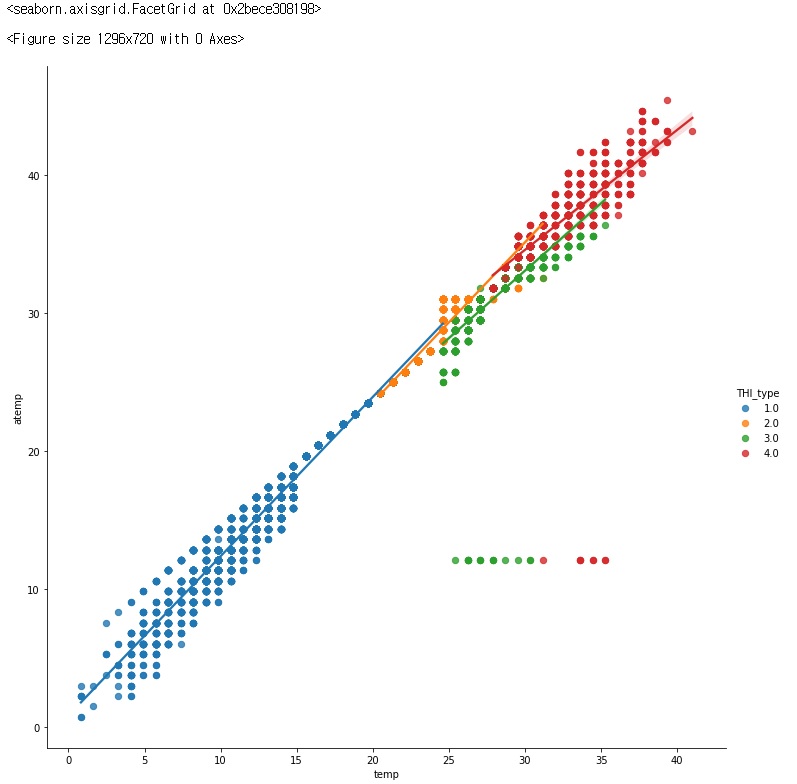 <seaborn.axisgrid.FacetGrid at 0x2bece308198>
<Figure size 1296x720 with 0 Axes>
40
30
20
10
0
atemp
0 5 10 15 20 25 30 35 40
temp
THI_type
1.0
2.0
3.0
4.0